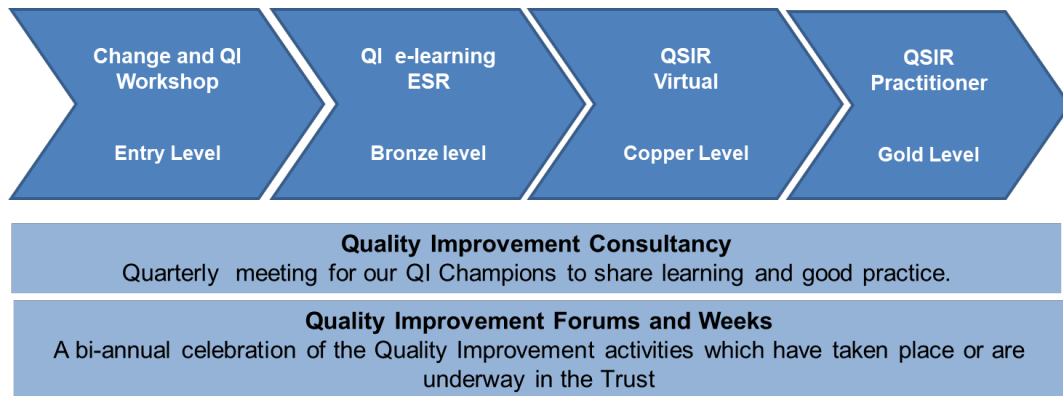 Change and QI
Workshop
Entry Level
QI e-learning
ESR
Bronze level
QSIR
Virtual
Copper Level
QSIR
Practitioner
Gold Level
Quality Improvement Consultancy
Quarterly meeting for our QI Champions to share learning and good practice.
Quality Improvement Forums and Weeks
A bi-annual celebration of the Quality Improvement activities which have taken place or are
underway in the Trust